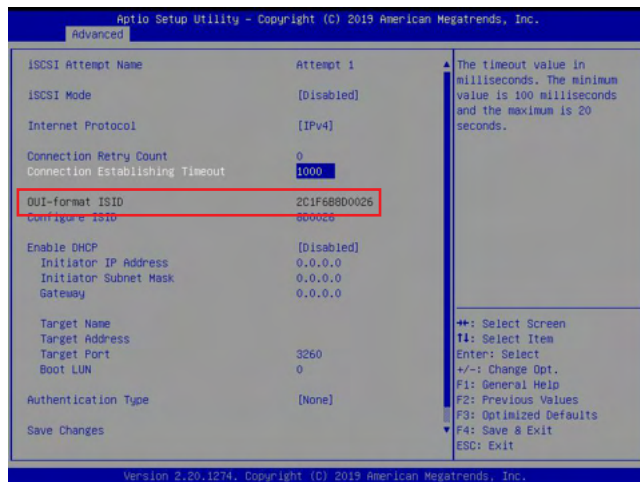 Aptio Setup Utility – Copyright (C) 2019 American Megatrends, Inc.
Advanced
iSCSI Attempt Name Attempt 1
iSCSI Mode [Disabled]
Internet Protocol [IPv4]
Connection Retry Count 0
Connection Establishing Timeout 1000
OUI-format ISID 2C1F6B8D0026
Configure ISID 8D0026
Enable DHCP [Disabled]
Initiator IP Address 0.0.0.0
Initiator Subnet Mask 0.0.0.0
Gateway 0.0.0.0
Target Name
Target Address
Target Port 3260
Boot LUN 0
Authentication Type [None]
Save Changes
The timeout value in
milliseconds. The minimum
value is 100 milliseconds
and the maximum is 20
seconds.
→←: Select Screen
↑↓: Select Item
Enter: Select
+/-: Change Opt.
F1: General Help
F2: Previous Values
F3: Optimized Defaults
F4: Save & Exit
ESC: Exit
Version 2.20.1274. Copyright (C) 2019 American Megatrends, Inc.